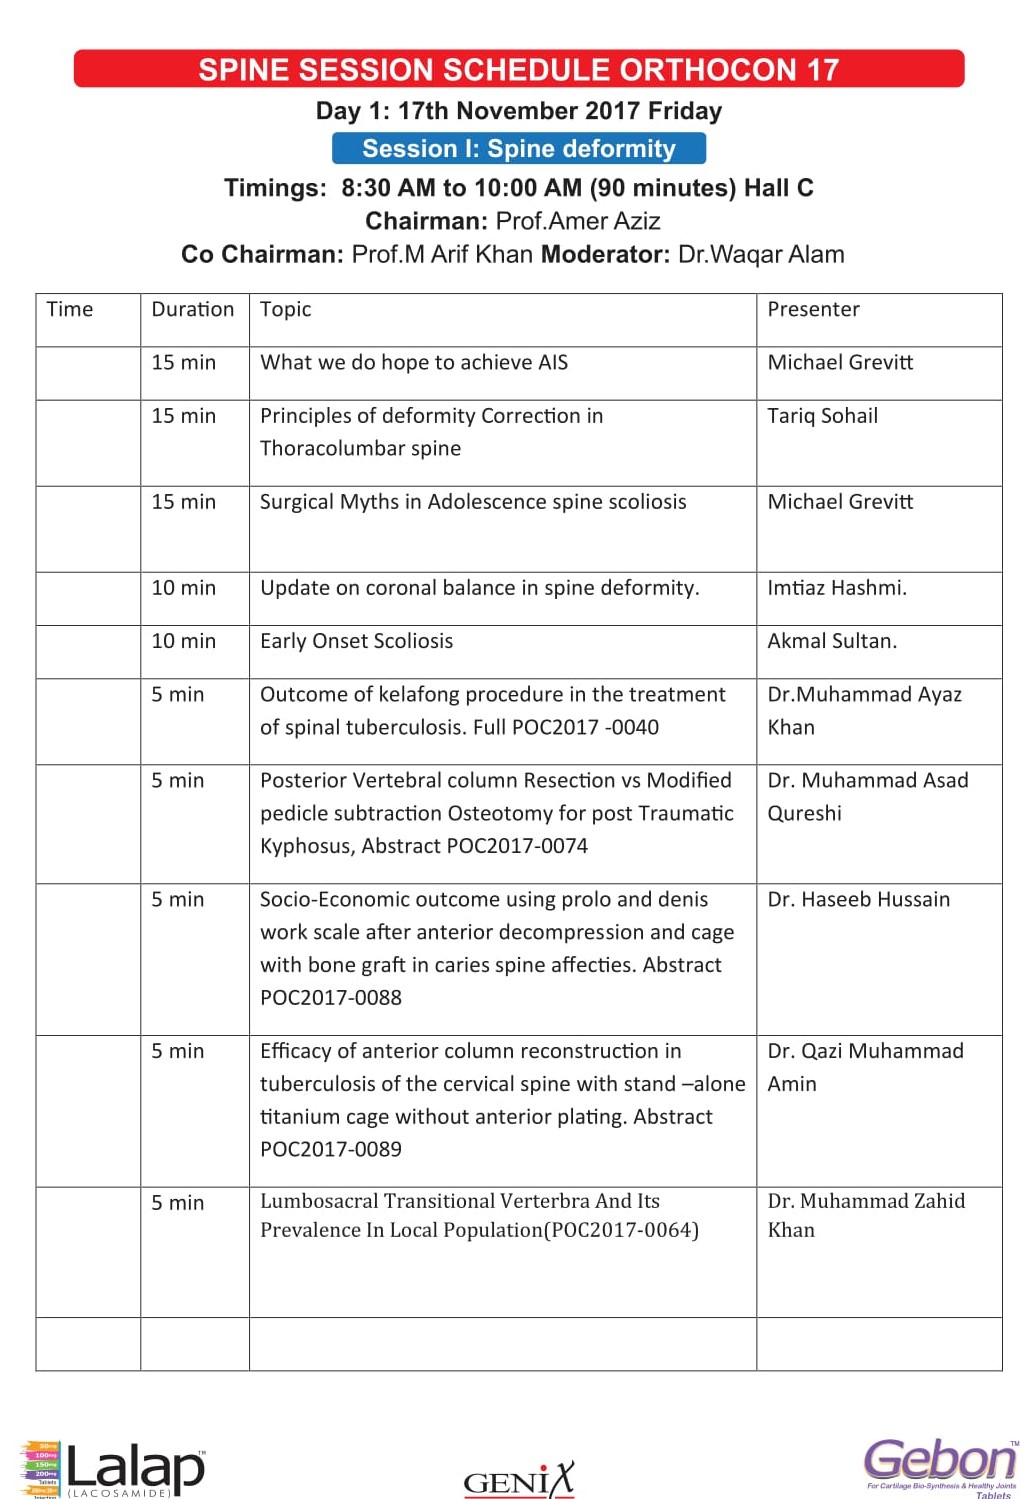 SPINE SESSION SCHEDULE ORTHOCON 17
Day 1: 17th November 2017 Friday
Session I: Spine deformity
Timings:  8:30 AM to 10:00 AM (90 minutes) Hall C
Chairman: Prof.Amer Aziz
Co Chairman: Prof.M Arif Khan Moderator: Dr.Waqar Alam
Time Duration Topic Presenter
15 min What we do hope to achieve AIS Michael Grevitt
15 min Principles of deformity Correction in Tariq Sohail
Thoracolumbar spine
15 min Surgical Myths in Adolescence spine scoliosis Michael Grevitt
10 min Update on coronal balance in spine deformity. Imtiaz Hashmi.
10 min Early Onset Scoliosis Akmal Sultan.
5 min Outcome of kelafong procedure in the treatment Dr.Muhammad Ayaz
of spinal tuberculosis. Full POC2017 -0040 Khan
5 min Posterior Vertebral column Resection vs Modified Dr. Muhammad Asad
pedicle subtraction Osteotomy for post Traumatic Qureshi
Kyphosus, Abstract POC2017-0074
5 min Socio-Economic outcome using prolo and denis Dr. Haseeb Hussain
work scale after anterior decompression and cage
with bone graft in caries spine affecties. Abstract
POC2017-0088
5 min Efficacy of anterior column reconstruction in Dr. Qazi Muhammad
tuberculosis of the cervical spine with stand –alone Amin
titanium cage without anterior plating. Abstract
POC2017-0089
5 min Lumbosacral Transitional Verterbra And Its Dr. Muhammad Zahid
Prevalence In Local Population(POC2017-0064) Khan
50mg
100mg
150mg
200mg
Tablets
Lalap™
(LACOSAMIDE)
GENIX
Gebon™
For Cartilage Bio-Synthesis & Healthy Joints
Tablets